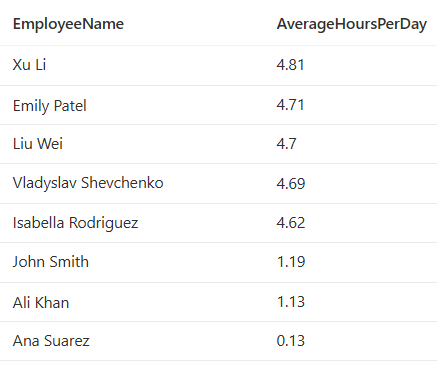 EmployeeName AverageHoursPerDay
Xu Li 4.81
Emily Patel 4.71
Liu Wei 4.7
Vladyslav Shevchenko 4.69
Isabella Rodriguez 4.62
John Smith 1.19
Ali Khan 1.13
Ana Suarez 0.13